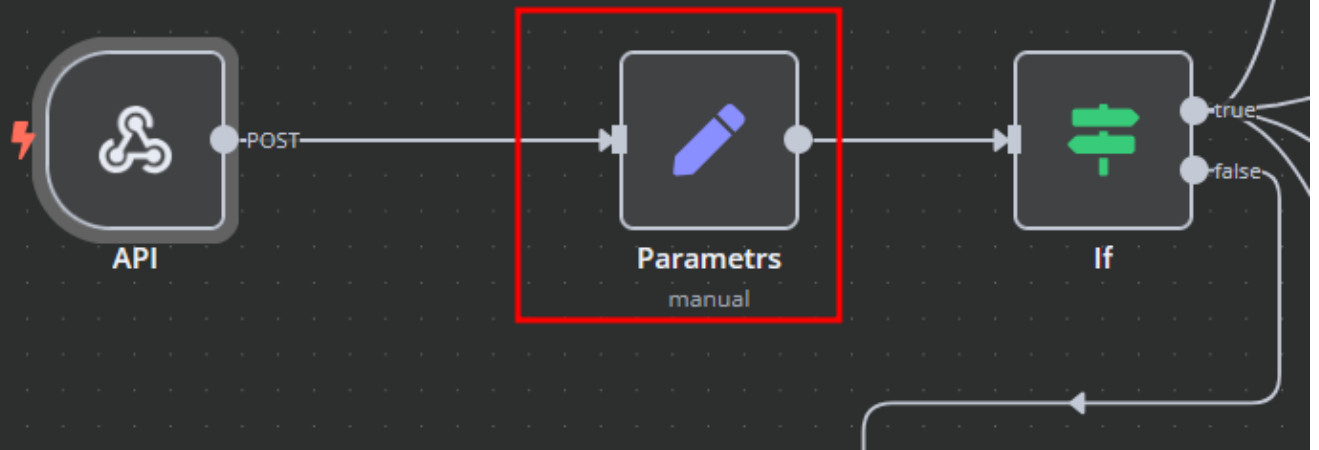 POST
true
false
API
Parametrs
If
manual